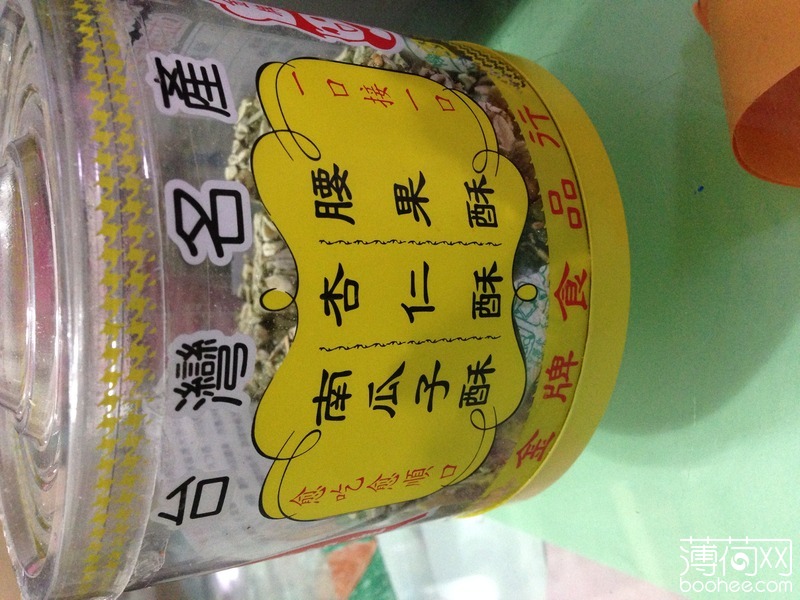 台灣名產
一口接一口
腰果酥
杏仁酥
南瓜子酥
愈吃愈順口
金牌食品行
薄荷网
boohee.com